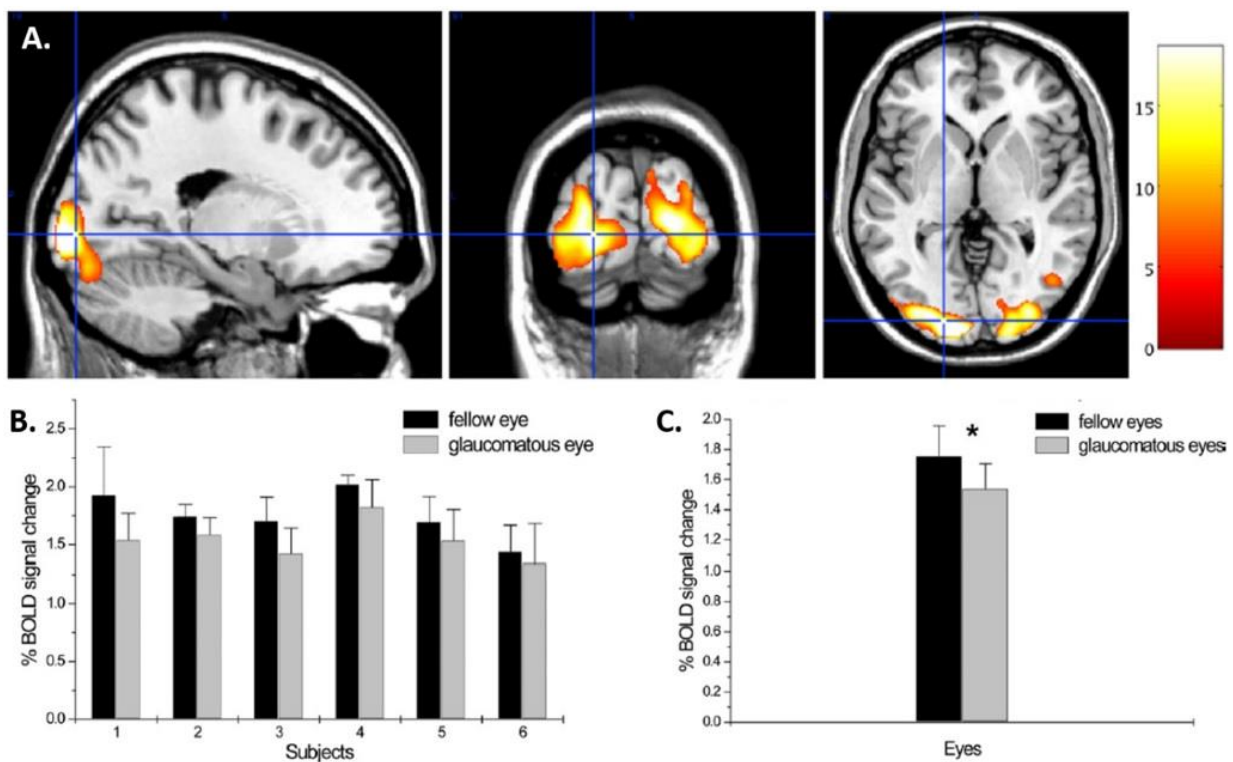 A.
15
10
5
0
B.
fellow eye
glaucomatous eye
% BOLD signal change
2.5
2.0
1.5
1.0
0.5
0.0
1 2 3 4 5 6
Subjects
C.
fellow eyes
glaucomatous eyes
*
% BOLD signal change
2.0
1.8
1.6
1.4
1.2
1.0
0.8
0.6
0.4
0.2
0.0
Eyes